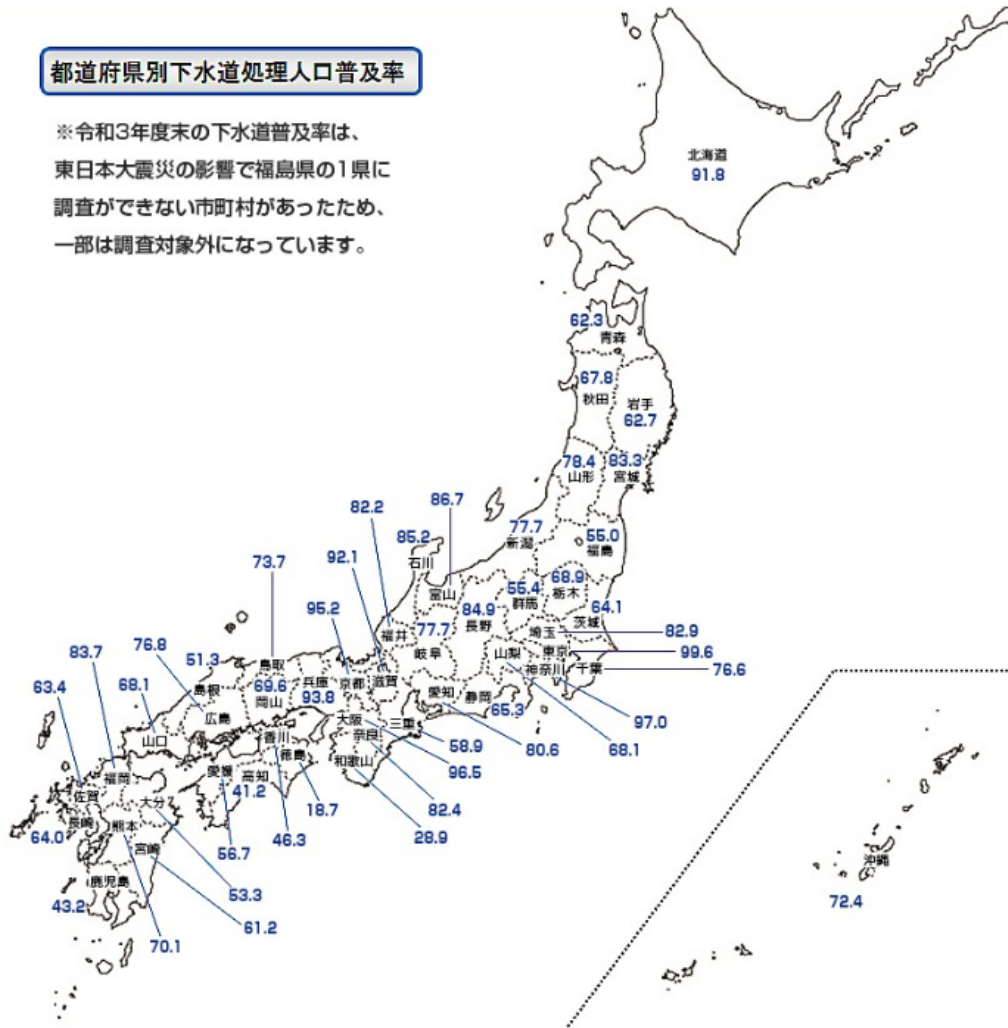 都道府県別下水道処理人口普及率
※令和3年度末の下水道普及率は、
東日本大震災の影響で福島県の1県に
調査ができない市町村があったため、
一部は調査対象外になっています。
北海道
91.8
62.3
青森
67.8
秋田
岩手
62.7
78.4
山形
83.3
宮城
77.7
新潟
55.0
福島
82.2
86.7
85.2
石川
富山
73.7
92.1
95.2
福井
77.7
岐阜
84.9
長野
55.4
群馬
68.9
栃木
64.1
茨城
埼玉
82.9
東京
99.6
神奈川
千葉
76.6
97.0
山梨
68.1
静岡
65.3
愛知
80.6
76.8
83.7
63.4
68.1
51.3
島根
鳥取
69.6
岡山
兵庫
93.8
京都
滋賀
広島
山口
大阪
三重
奈良
和歌山
58.9
96.5
82.4
28.9
香川
徳島
愛媛
高知
41.2
18.7
46.3
56.7
福岡
佐賀
長崎
64.0
大分
熊本
宮崎
鹿児島
43.2
53.3
61.2
70.1
沖縄
72.4